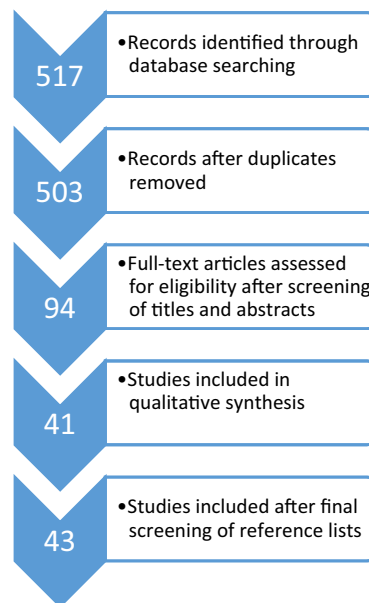 517
•Records identified through
database searching
503
•Records after duplicates
removed
94
•Full-text articles assessed
for eligibility after screening
of titles and abstracts
41
•Studies included in
qualitative synthesis
43
•Studies included after final
screening of reference lists